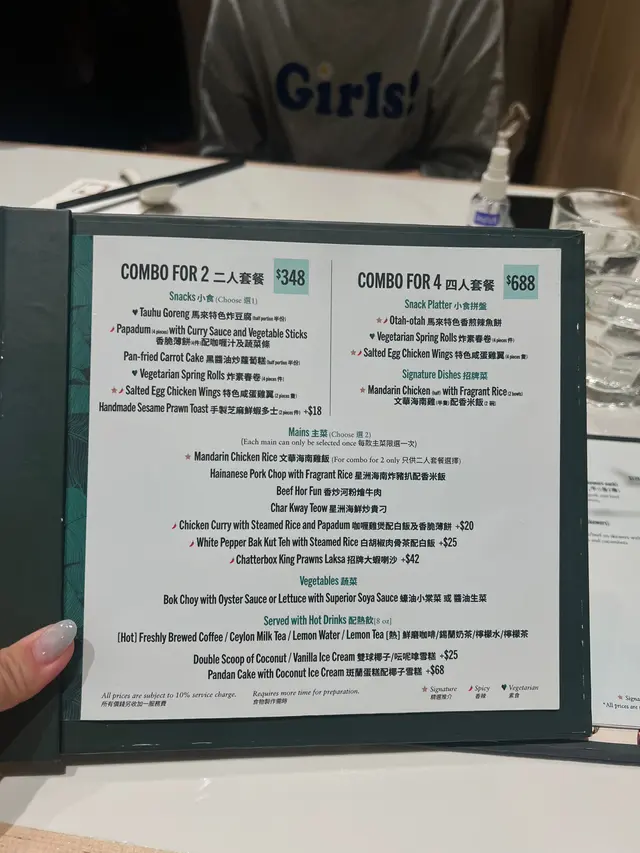 Girls!
COMBO FOR 2 二人套餐 $348
Snacks 小食 (Choose 選1)
♥ Tauhu Goreng 馬來特色炸豆腐 (half portion 半份)
Papadum (4 pieces) with Curry Sauce and Vegetable Sticks
香脆薄餅 (4件) 配咖喱汁及蔬菜條
Pan-fried Carrot Cake 黑醬油炒蘿蔔糕 (half portion 半份)
♥ Vegetarian Spring Rolls 炸素春卷 (4 pieces 件)
★ Salted Egg Chicken Wings 特色咸蛋雞翼 (2 pieces 隻)
Handmade Sesame Prawn Toast 手製芝麻鮮蝦多士 (2 pieces 件) +$18
COMBO FOR 4 四人套餐 $688
Snack Platter 小食拼盤
★ Otah-otah 馬來特色香煎辣魚餅
♥ Vegetarian Spring Rolls 炸素春卷 (4 pieces 件)
★ Salted Egg Chicken Wings 特色咸蛋雞翼 (2 pieces 隻)
Signature Dishes 招牌菜
★ Mandarin Chicken (half) with Fragrant Rice (2 bowls)
文華海南雞 (半隻) 配香米飯 (2 碗)
Mains 主菜 (Choose 選 2)
(Each main can only be selected once 每款主菜限選一次)
★ Mandarin Chicken Rice 文華海南雞飯 (For combo for 2 only 只供二人套餐選擇)
Hainanese Pork Chop with Fragrant Rice 星洲海南炸豬扒配香米飯
Beef Hor Fun 香炒河粉燴牛肉
Char Kway Teow 星洲海鮮炒貴刁
Chicken Curry with Steamed Rice and Papadum 咖喱雞煲配白飯及香脆薄餅 +$20
White Pepper Bak Kut Teh with Steamed Rice 白胡椒肉骨茶配白飯 +$25
Chatterbox King Prawns Laksa 招牌大蝦喇沙 +$42
Vegetables 蔬菜
Bok Choy with Oyster Sauce or Lettuce with Superior Soya Sauce 蠔油小棠菜 或 醬油生菜
Served with Hot Drinks 配熱飲 [8 oz]
[Hot] Freshly Brewed Coffee / Ceylon Milk Tea / Lemon Water / Lemon Tea [熱] 鮮磨咖啡/錫蘭奶茶/檸檬水/檸檬茶
Double Scoop of Coconut / Vanilla Ice Cream 雙球椰子/呍呢嗱雪糕 +$25
Pandan Cake with Coconut Ice Cream 斑蘭蛋糕配椰子雪糕 +$68
All prices are subject to 10% service charge.
所有價錢另收加一服務費
Requires more time for preparation.
食物製作需時
★ Signature
精選推介
Spicy
香辣
♥ Vegetarian
素食